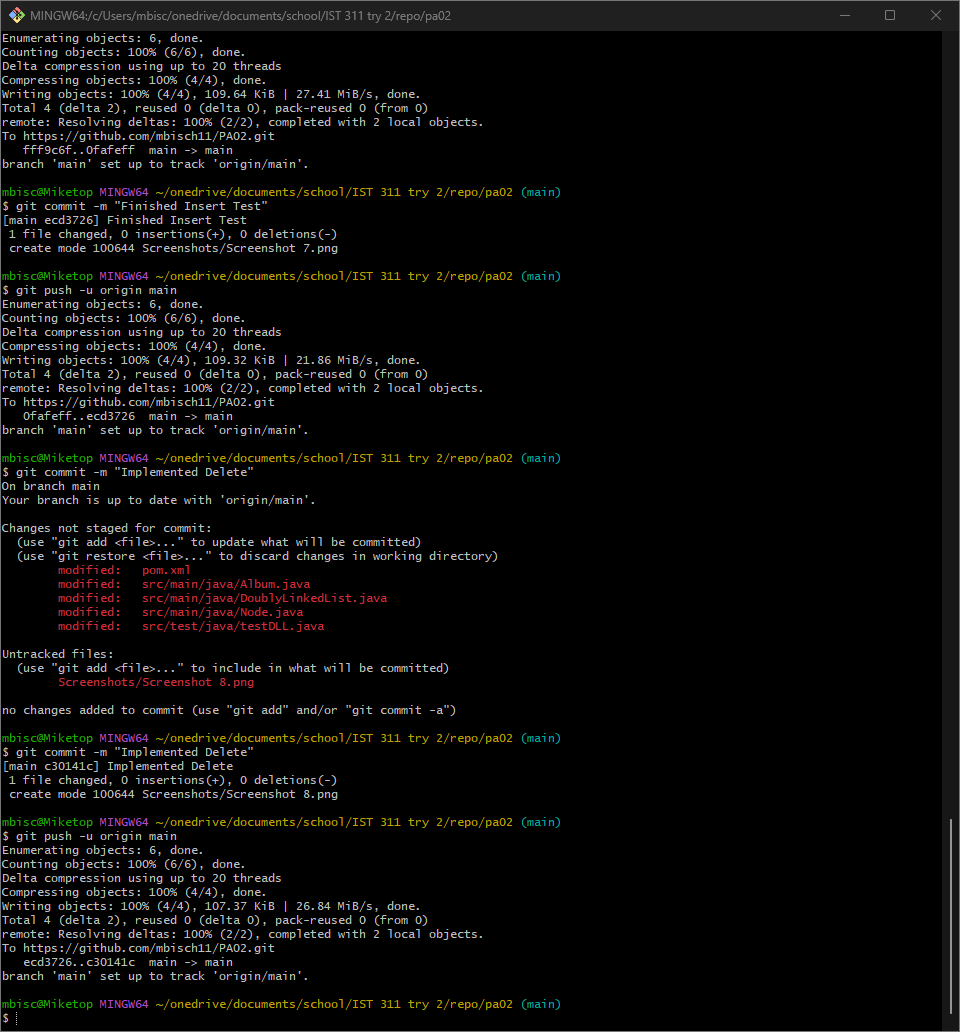 MINGW64:/c/Users/mbisc/onedrive/documents/school/IST 311 try 2/repo/pa02
Enumerating objects: 6, done.
Counting objects: 100% (6/6), done.
Delta compression using up to 20 threads
Compressing objects: 100% (4/4), done.
Writing objects: 100% (4/4), 109.64 KiB | 27.41 MiB/s, done.
Total 4 (delta 2), reused 0 (delta 0), pack-reused 0 (from 0)
remote: Resolving deltas: 100% (2/2), completed with 2 local objects.
To https://github.com/mbisch11/PA02.git
   fff9c6f..0fafeff  main -> main
branch 'main' set up to track 'origin/main'.

mbisc@Miketop MINGW64 ~/onedrive/documents/school/IST 311 try 2/repo/pa02 (main)
$ git commit -m "Finished Insert Test"
[main ecd3726] Finished Insert Test
 1 file changed, 0 insertions(+), 0 deletions(-)
 create mode 100644 Screenshots/Screenshot 7.png

mbisc@Miketop MINGW64 ~/onedrive/documents/school/IST 311 try 2/repo/pa02 (main)
$ git push -u origin main
Enumerating objects: 6, done.
Counting objects: 100% (6/6), done.
Delta compression using up to 20 threads
Compressing objects: 100% (4/4), done.
Writing objects: 100% (4/4), 109.32 KiB | 21.86 MiB/s, done.
Total 4 (delta 2), reused 0 (delta 0), pack-reused 0 (from 0)
remote: Resolving deltas: 100% (2/2), completed with 2 local objects.
To https://github.com/mbisch11/PA02.git
   0fafeff..ecd3726  main -> main
branch 'main' set up to track 'origin/main'.

mbisc@Miketop MINGW64 ~/onedrive/documents/school/IST 311 try 2/repo/pa02 (main)
$ git commit -m "Implemented Delete"
On branch main
Your branch is up to date with 'origin/main'.

Changes not staged for commit:
  (use "git add <file>..." to update what will be committed)
  (use "git restore <file>..." to discard changes in working directory)
        modified:   pom.xml
        modified:   src/main/java/Album.java
        modified:   src/main/java/DoublyLinkedList.java
        modified:   src/main/java/Node.java
        modified:   src/test/java/testDLL.java

Untracked files:
  (use "git add <file>..." to include in what will be committed)
        Screenshots/Screenshot 8.png

no changes added to commit (use "git add" and/or "git commit -a")

mbisc@Miketop MINGW64 ~/onedrive/documents/school/IST 311 try 2/repo/pa02 (main)
$ git commit -m "Implemented Delete"
[main c30141c] Implemented Delete
 1 file changed, 0 insertions(+), 0 deletions(-)
 create mode 100644 Screenshots/Screenshot 8.png

mbisc@Miketop MINGW64 ~/onedrive/documents/school/IST 311 try 2/repo/pa02 (main)
$ git push -u origin main
Enumerating objects: 6, done.
Counting objects: 100% (6/6), done.
Delta compression using up to 20 threads
Compressing objects: 100% (4/4), done.
Writing objects: 100% (4/4), 107.37 KiB | 26.84 MiB/s, done.
Total 4 (delta 2), reused 0 (delta 0), pack-reused 0 (from 0)
remote: Resolving deltas: 100% (2/2), completed with 2 local objects.
To https://github.com/mbisch11/PA02.git
   ecd3726..c30141c  main -> main
branch 'main' set up to track 'origin/main'.

mbisc@Miketop MINGW64 ~/onedrive/documents/school/IST 311 try 2/repo/pa02 (main)
$